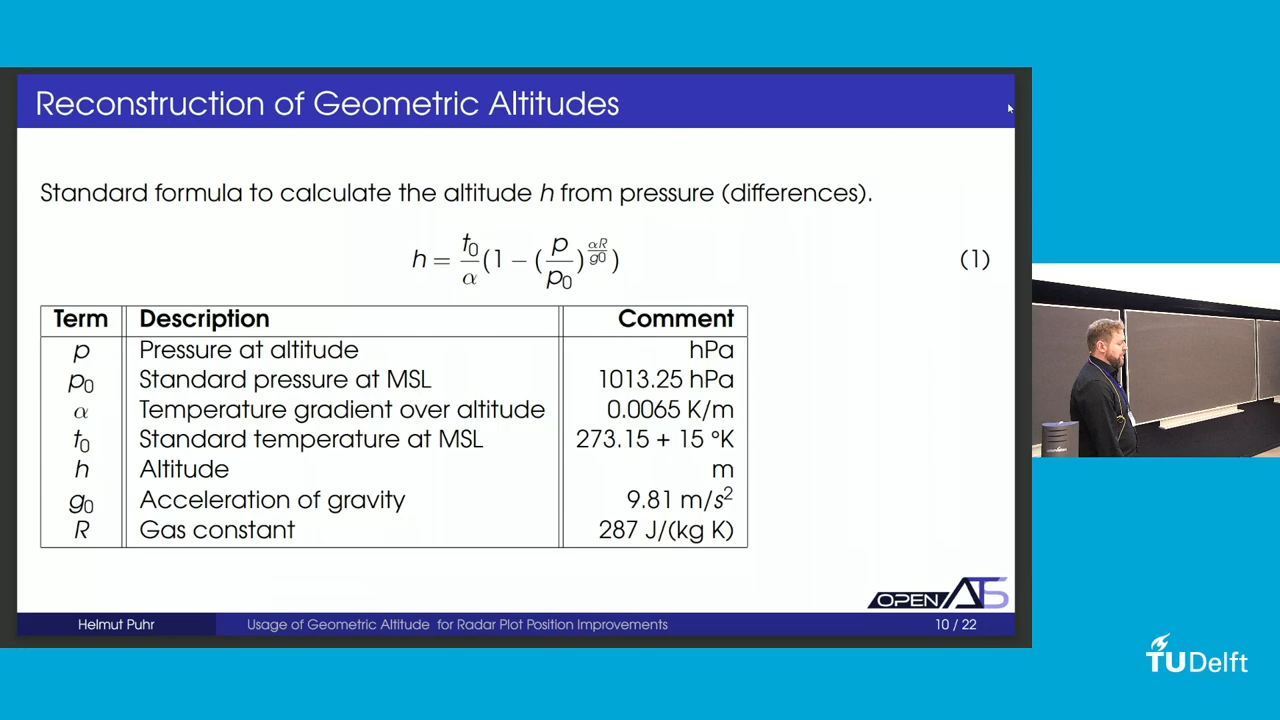 Reconstruction of Geometric Altitudes
Standard formula to calculate the altitude h from pressure (differences).
h = t₀/α (1 − (p/p₀)^(αR/g0)) (1)
Term Description Comment
p Pressure at altitude hPa
p₀ Standard pressure at MSL 1013.25 hPa
α Temperature gradient over altitude 0.0065 K/m
t₀ Standard temperature at MSL 273.15 + 15 °K
h Altitude m
g₀ Acceleration of gravity 9.81 m/s²
R Gas constant 287 J/(kg K)
OPEN ATS
Helmut Puhr Usage of Geometric Altitude for Radar Plot Position Improvements 10 / 22
TU Delft